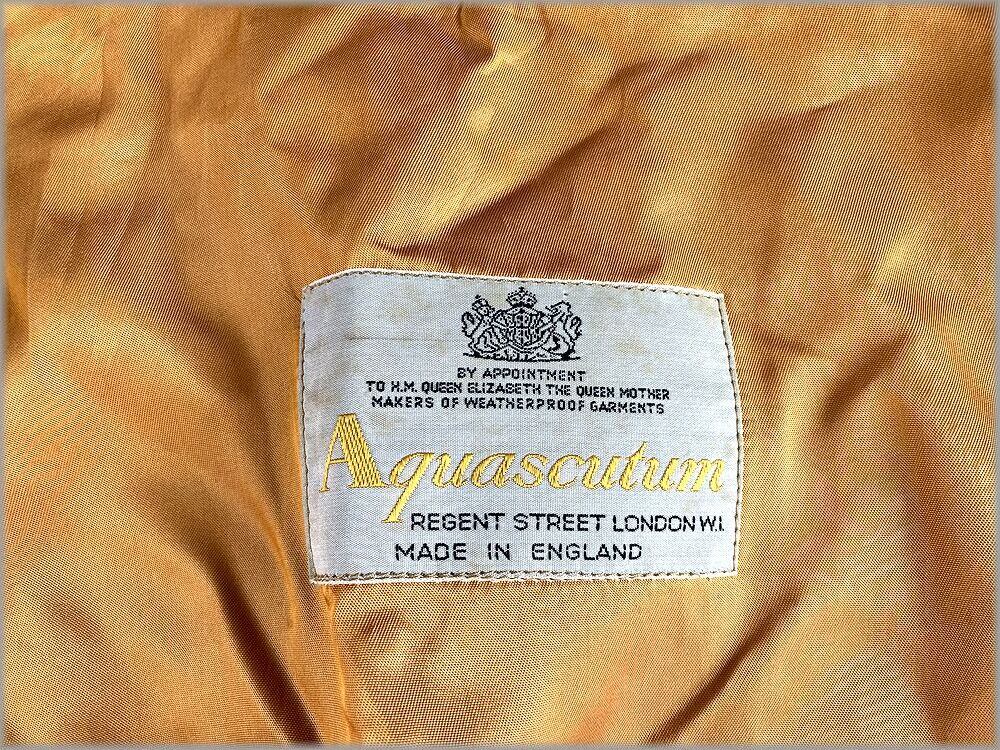 BY APPOINTMENT
TO H.M. QUEEN ELIZABETH THE QUEEN MOTHER
MAKERS OF WEATHERPROOF GARMENTS
Aquascutum
REGENT STREET LONDON W.1.
MADE IN ENGLAND